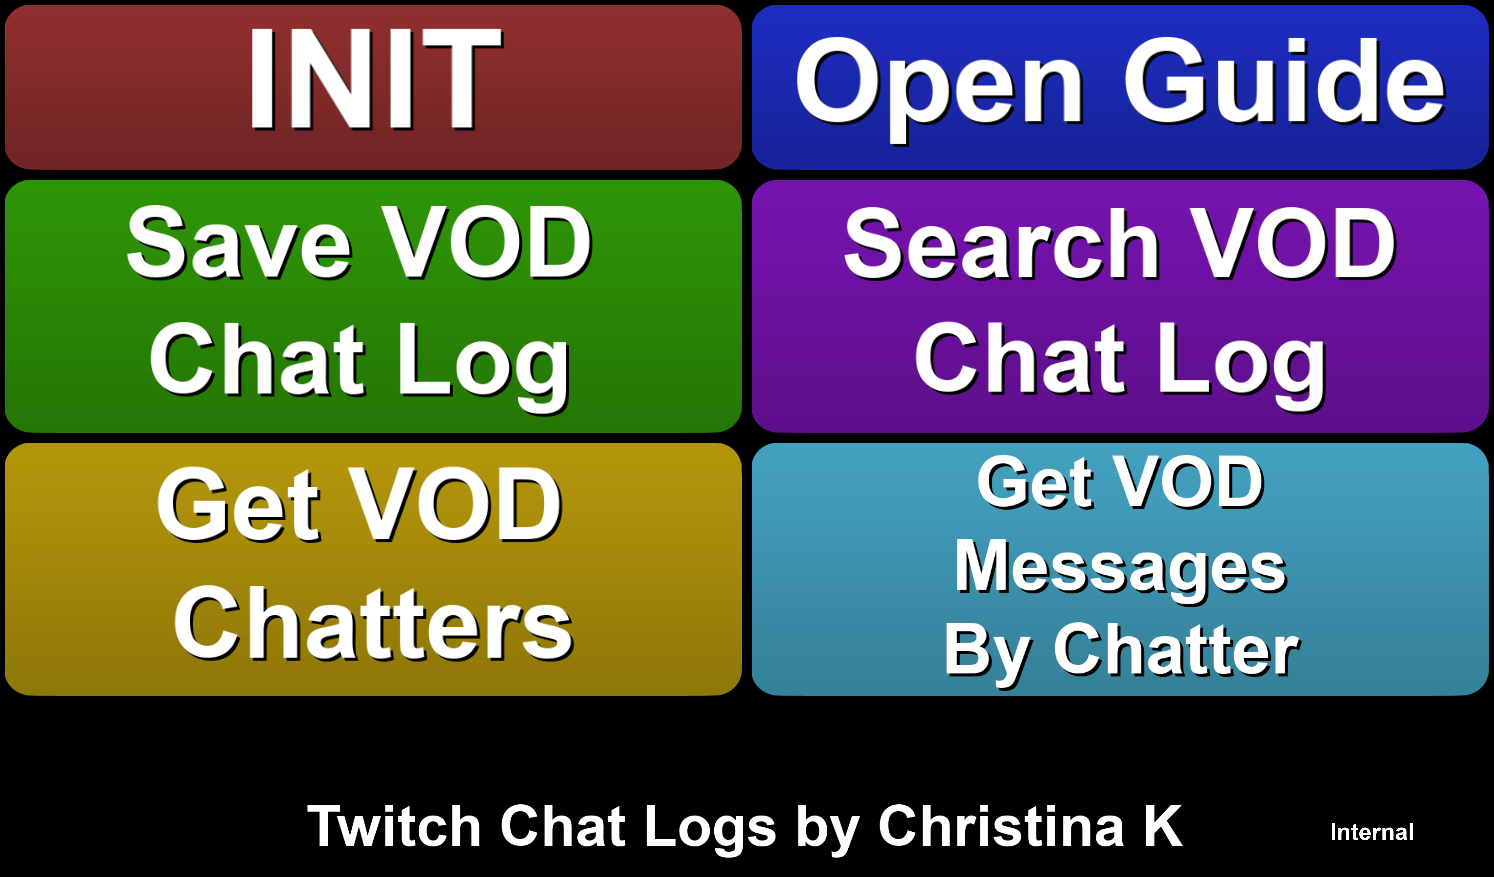 INIT
Open Guide
Save VOD
Chat Log
Search VOD
Chat Log
Get VOD
Chatters
Get VOD
Messages
By Chatter
Twitch Chat Logs by Christina K
Internal